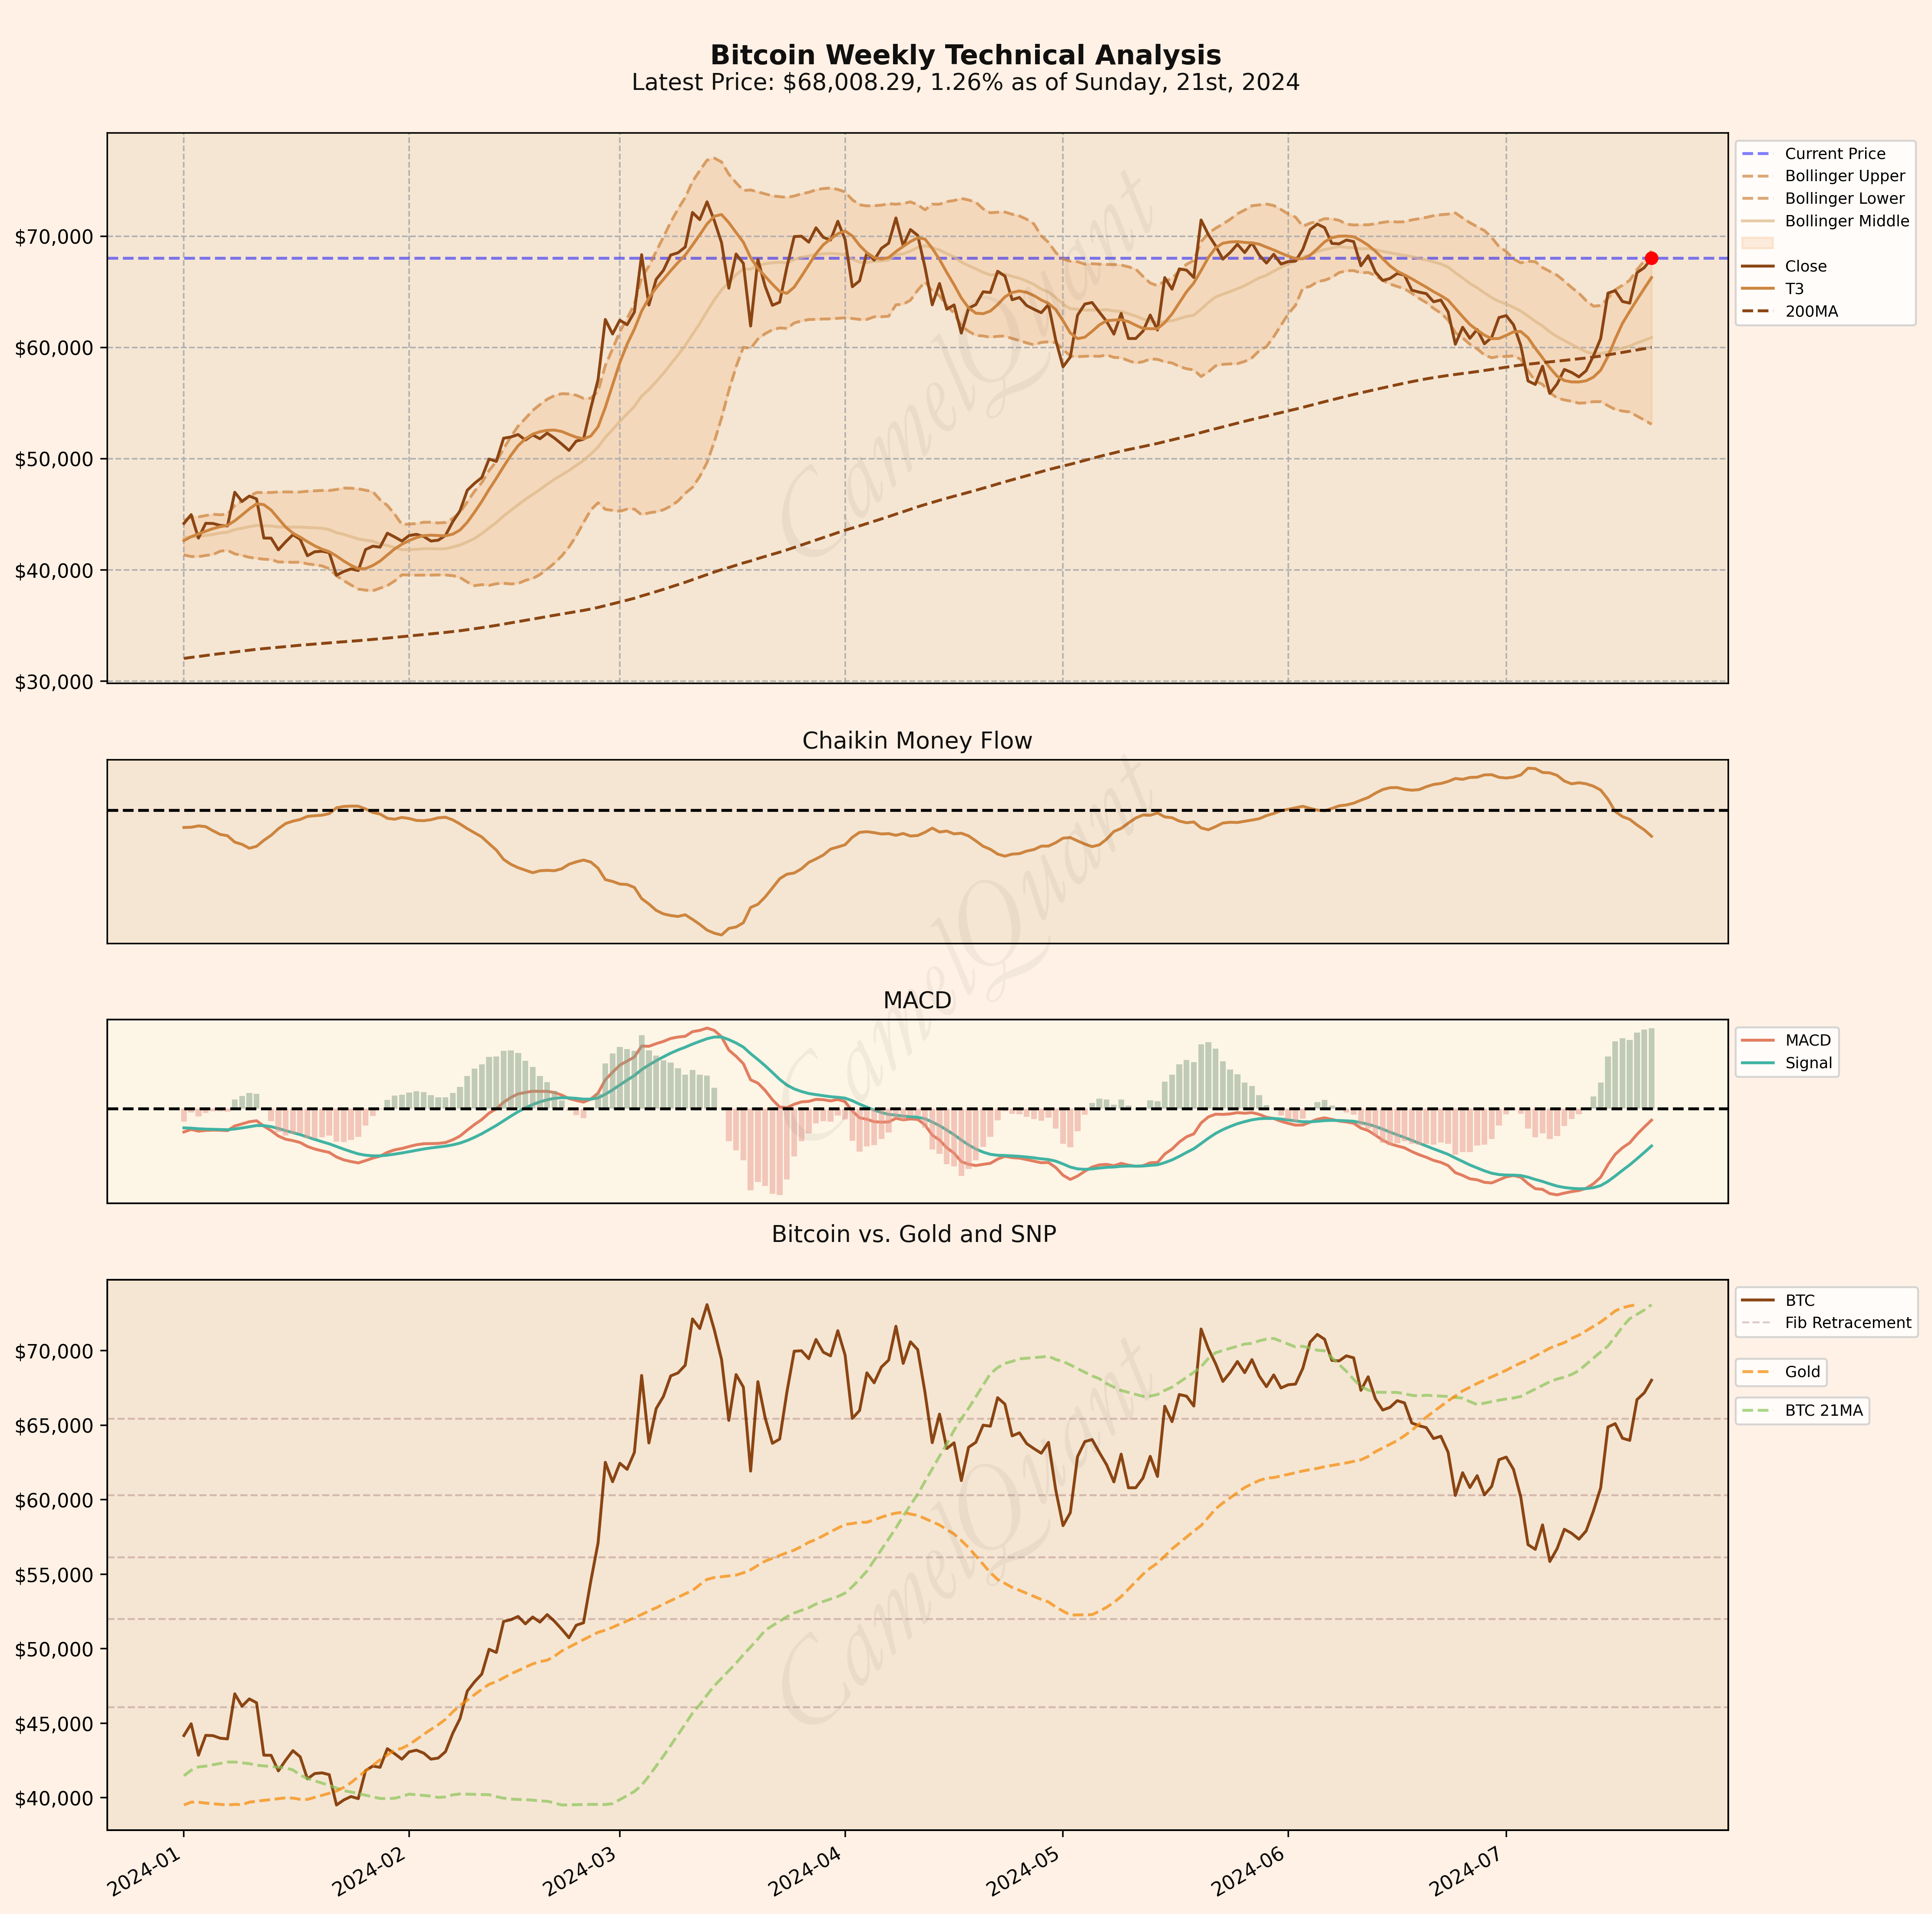 Bitcoin Weekly Technical Analysis
Latest Price: $68,008.29, 1.26% as of Sunday, 21st, 2024
$70,000
$60,000
$50,000
$40,000
$30,000
Current Price
Bollinger Upper
Bollinger Lower
Bollinger Middle
Close
T3
200MA
CamelQuant
Chaikin Money Flow
CamelQuant
MACD
MACD
Signal
Bitcoin vs. Gold and SNP
$70,000
$65,000
$60,000
$55,000
$50,000
$45,000
$40,000
BTC
Fib Retracement
Gold
BTC 21MA
CamelQuant
2024-01
2024-02
2024-03
2024-04
2024-05
2024-06
2024-07